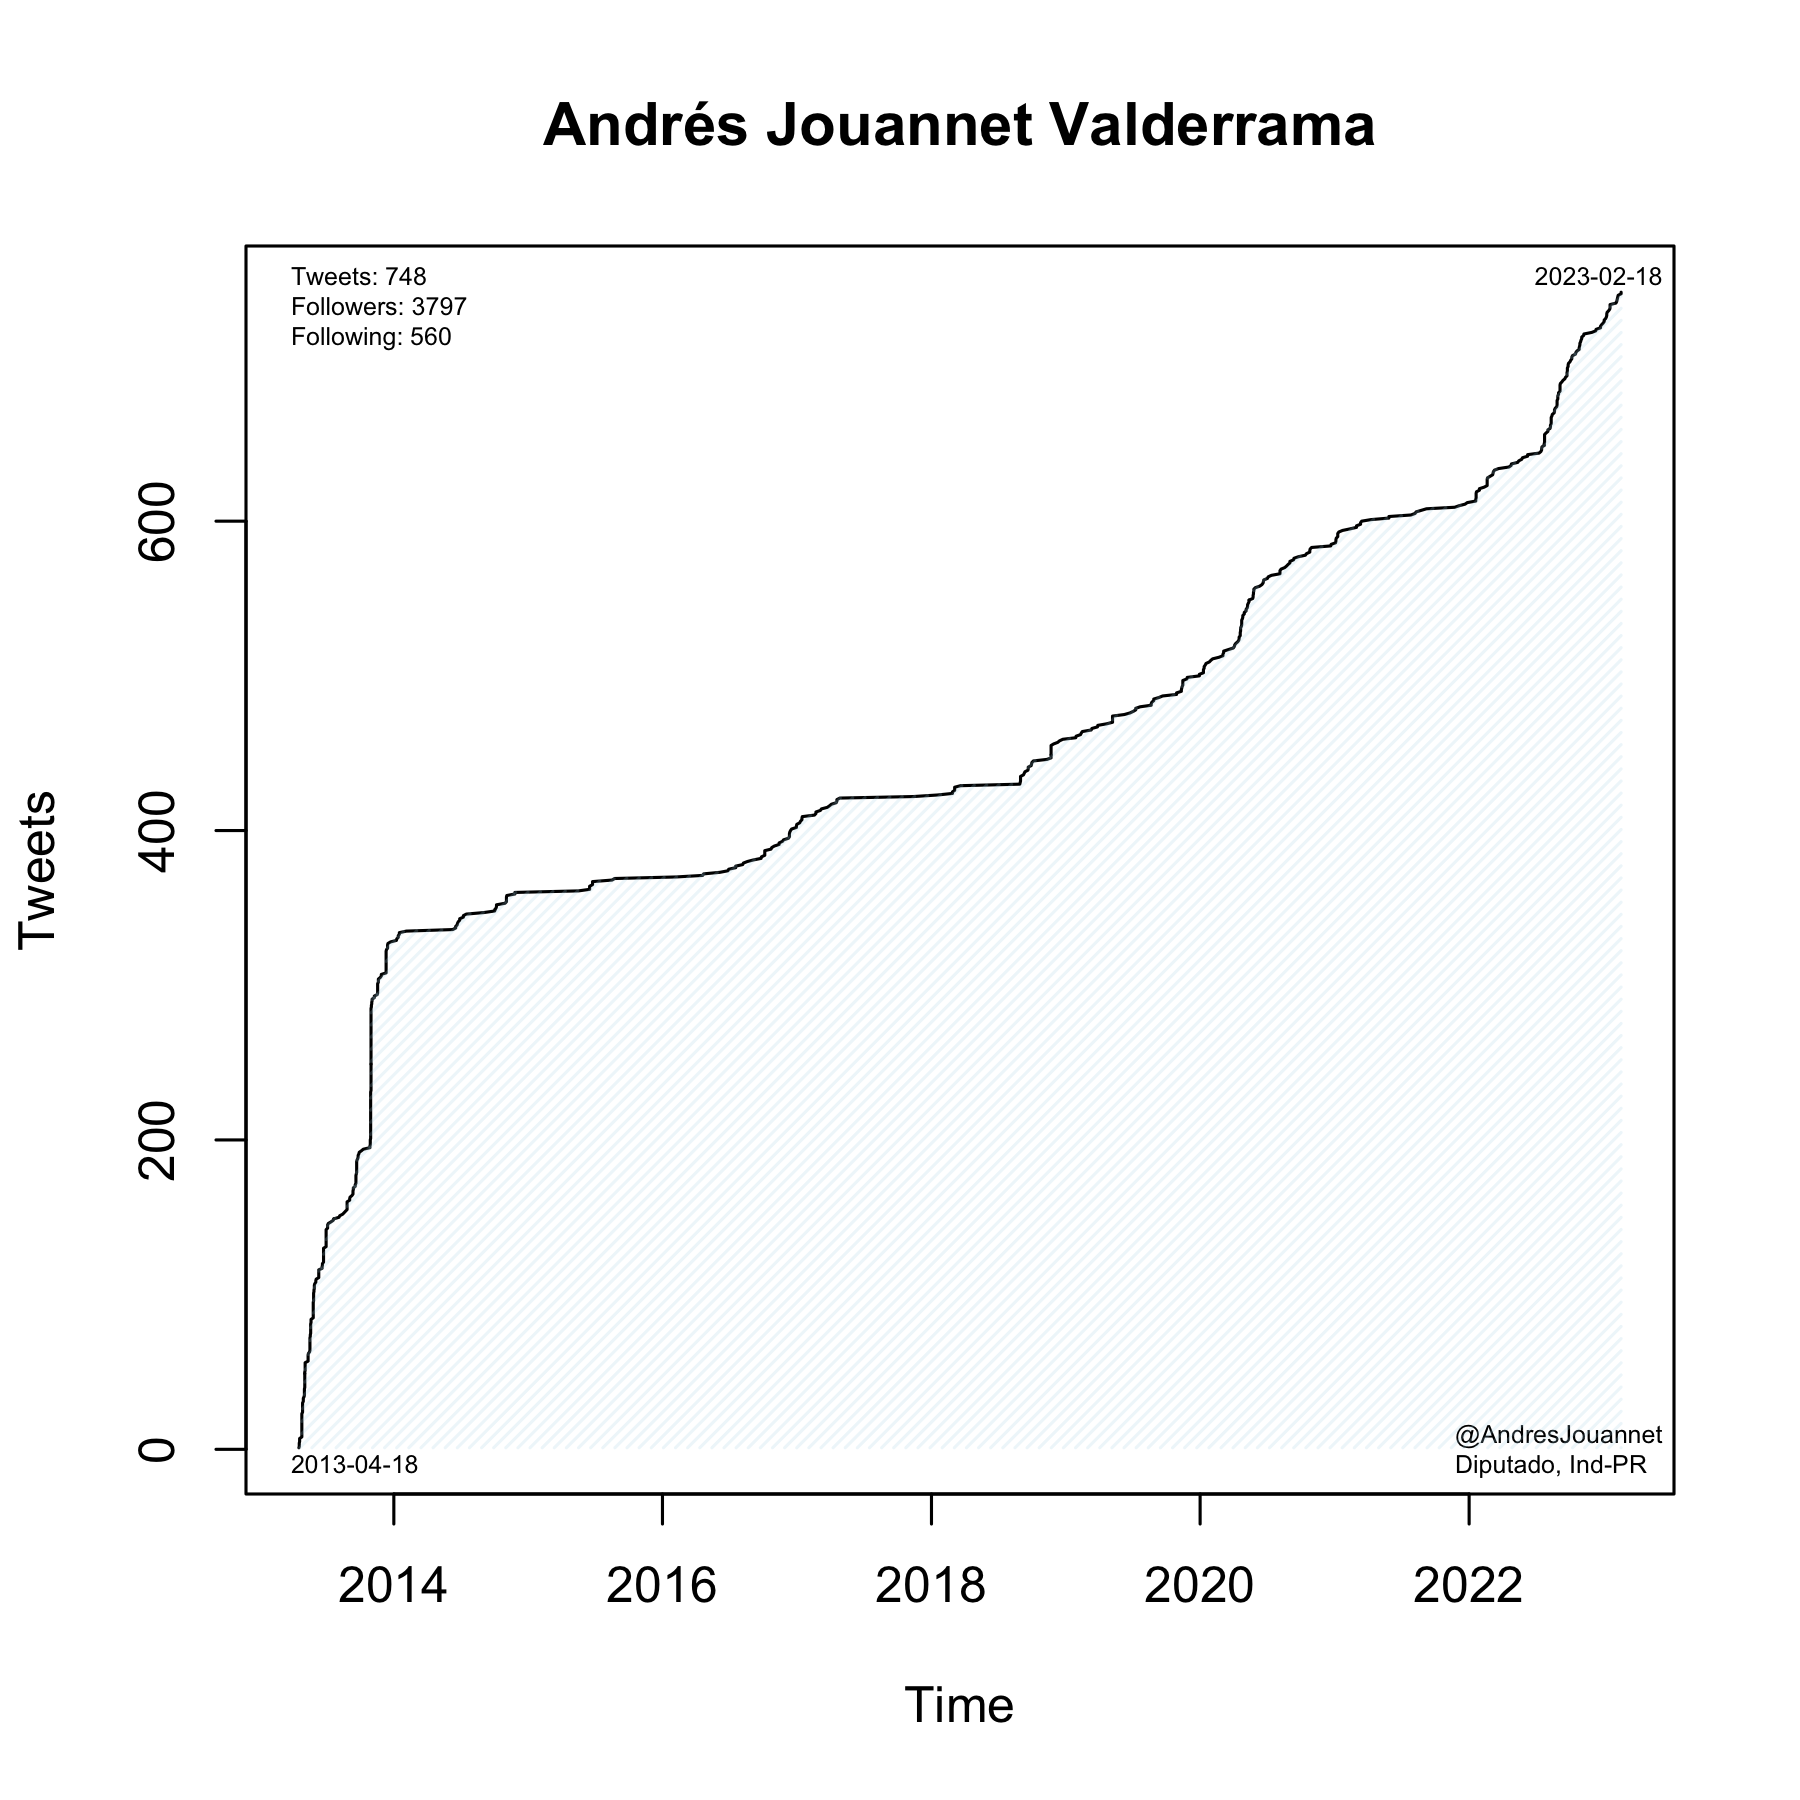 Andrés Jouannet Valderrama
Tweets: 748
Followers: 3797
Following: 560
2023-02-18
Tweets
600
400
200
0
2013-04-18
@AndresJouannet
Diputado, Ind-PR
2014
2016
2018
2020
2022
Time